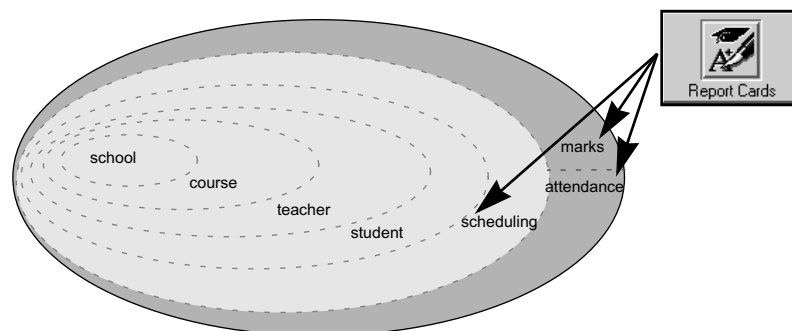 school
course
teacher
student
scheduling
marks
attendance
A+
Report Cards